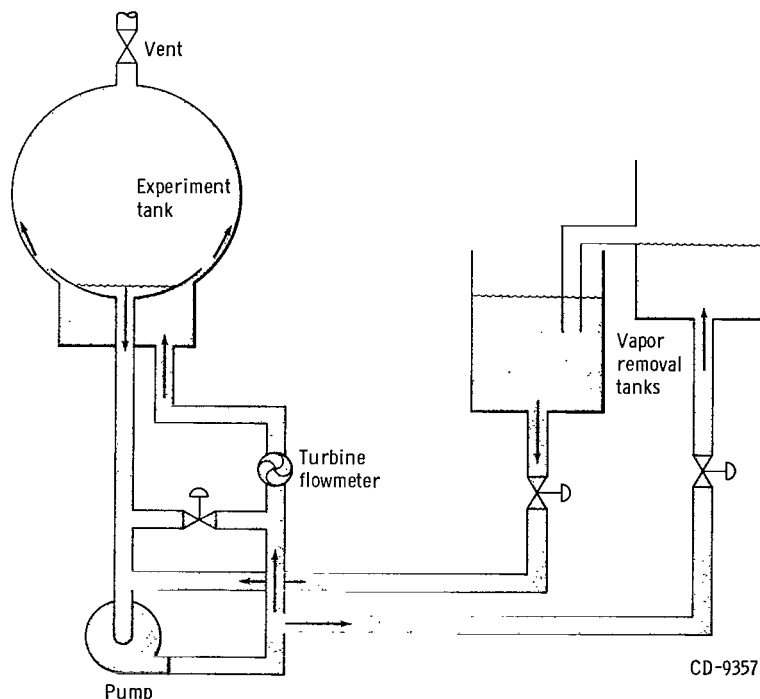 Vent
Experiment
tank
Vapor
removal
tanks
Turbine
flowmeter
CD-9357
Pump